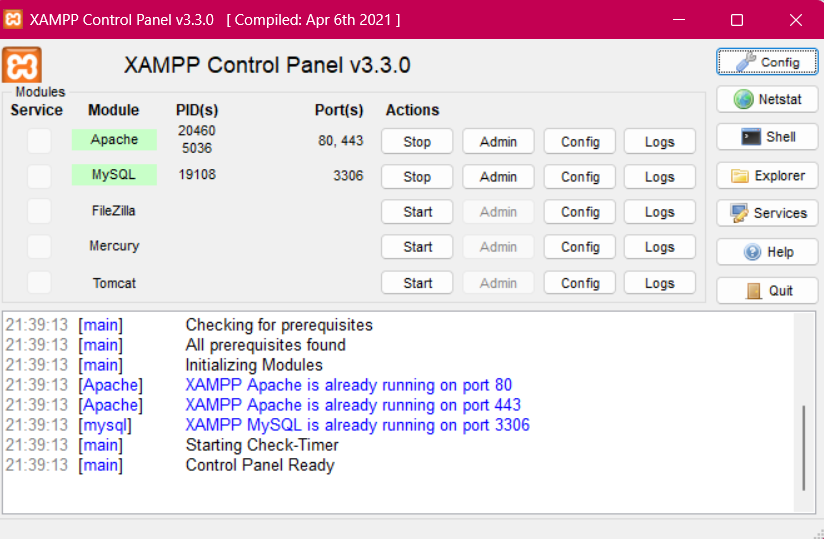 XAMPP Control Panel v3.3.0 [ Compiled: Apr 6th 2021 ]
XAMPP Control Panel v3.3.0
Config
Modules
Service Module PID(s) Port(s) Actions
Netstat
Apache 20460 5036 80, 443 Stop Admin Config Logs
Shell
MySQL 19108 3306 Stop Admin Config Logs
Explorer
FileZilla Start Admin Config Logs
Services
Mercury Start Admin Config Logs
Help
Tomcat Start Admin Config Logs
Quit
21:39:13 [main] Checking for prerequisites
21:39:13 [main] All prerequisites found
21:39:13 [main] Initializing Modules
21:39:13 [Apache] XAMPP Apache is already running on port 80
21:39:13 [Apache] XAMPP Apache is already running on port 443
21:39:13 [mysql] XAMPP MySQL is already running on port 3306
21:39:13 [main] Starting Check-Timer
21:39:13 [main] Control Panel Ready